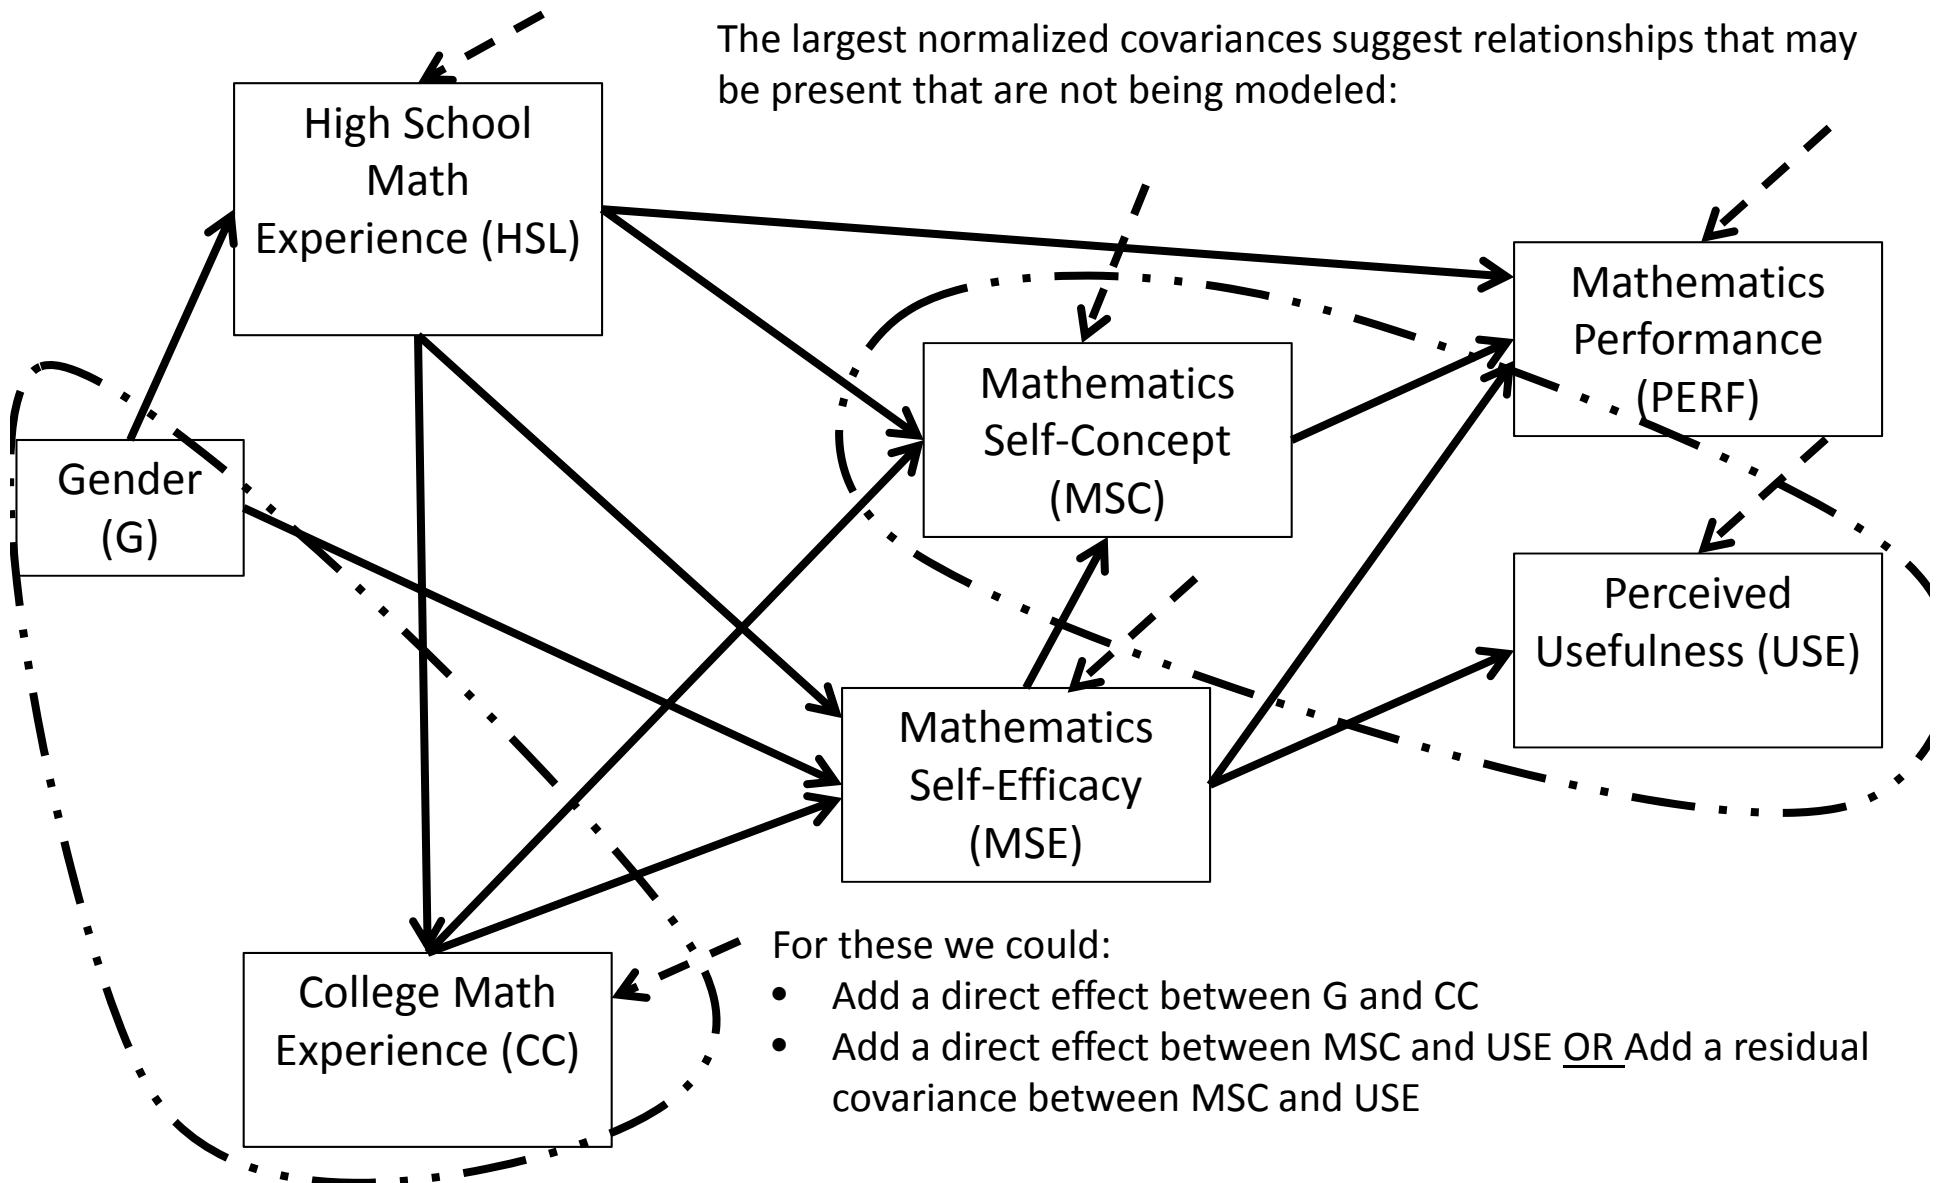 The largest normalized covariances suggest relationships that may
be present that are not being modeled:
High School
Math
Experience (HSL)
Mathematics
Performance
(PERF)
Mathematics
Self-Concept
(MSC)
Gender
(G)
Perceived
Usefulness (USE)
Mathematics
Self-Efficacy
(MSE)
College Math
Experience (CC)
For these we could:
• Add a direct effect between G and CC
• Add a direct effect between MSC and USE OR Add a residual
covariance between MSC and USE